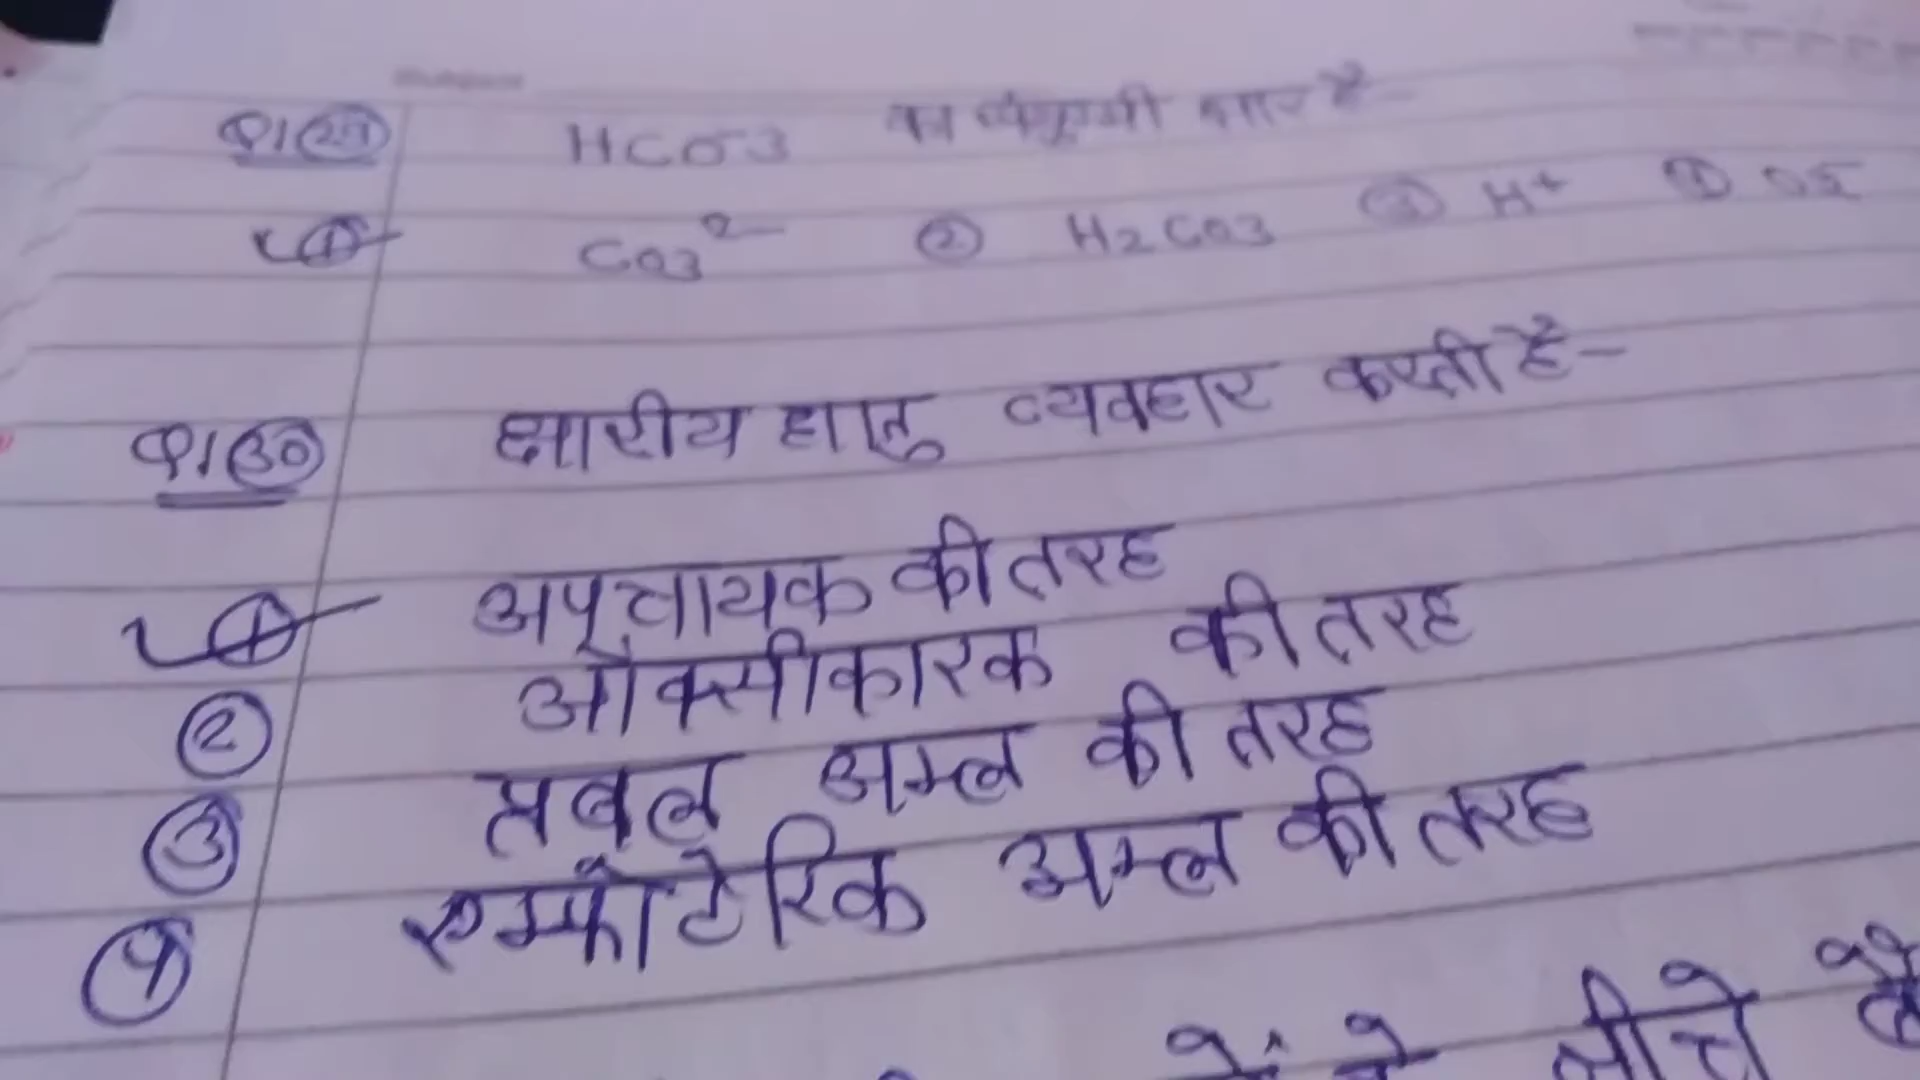 प्र।(29) HCO3 का संयुग्मी क्षार है-
(1) CO3 2- (2) H2CO3 (3) H+
प्र।(30) क्षारीय धातु व्यवहार करती है-
(1) अपचायक की तरह
(2) ऑक्सीकारक की तरह
(3) प्रबल अम्ल की तरह
(4) एम्फोटेरिक अम्ल की तरह
नीचे